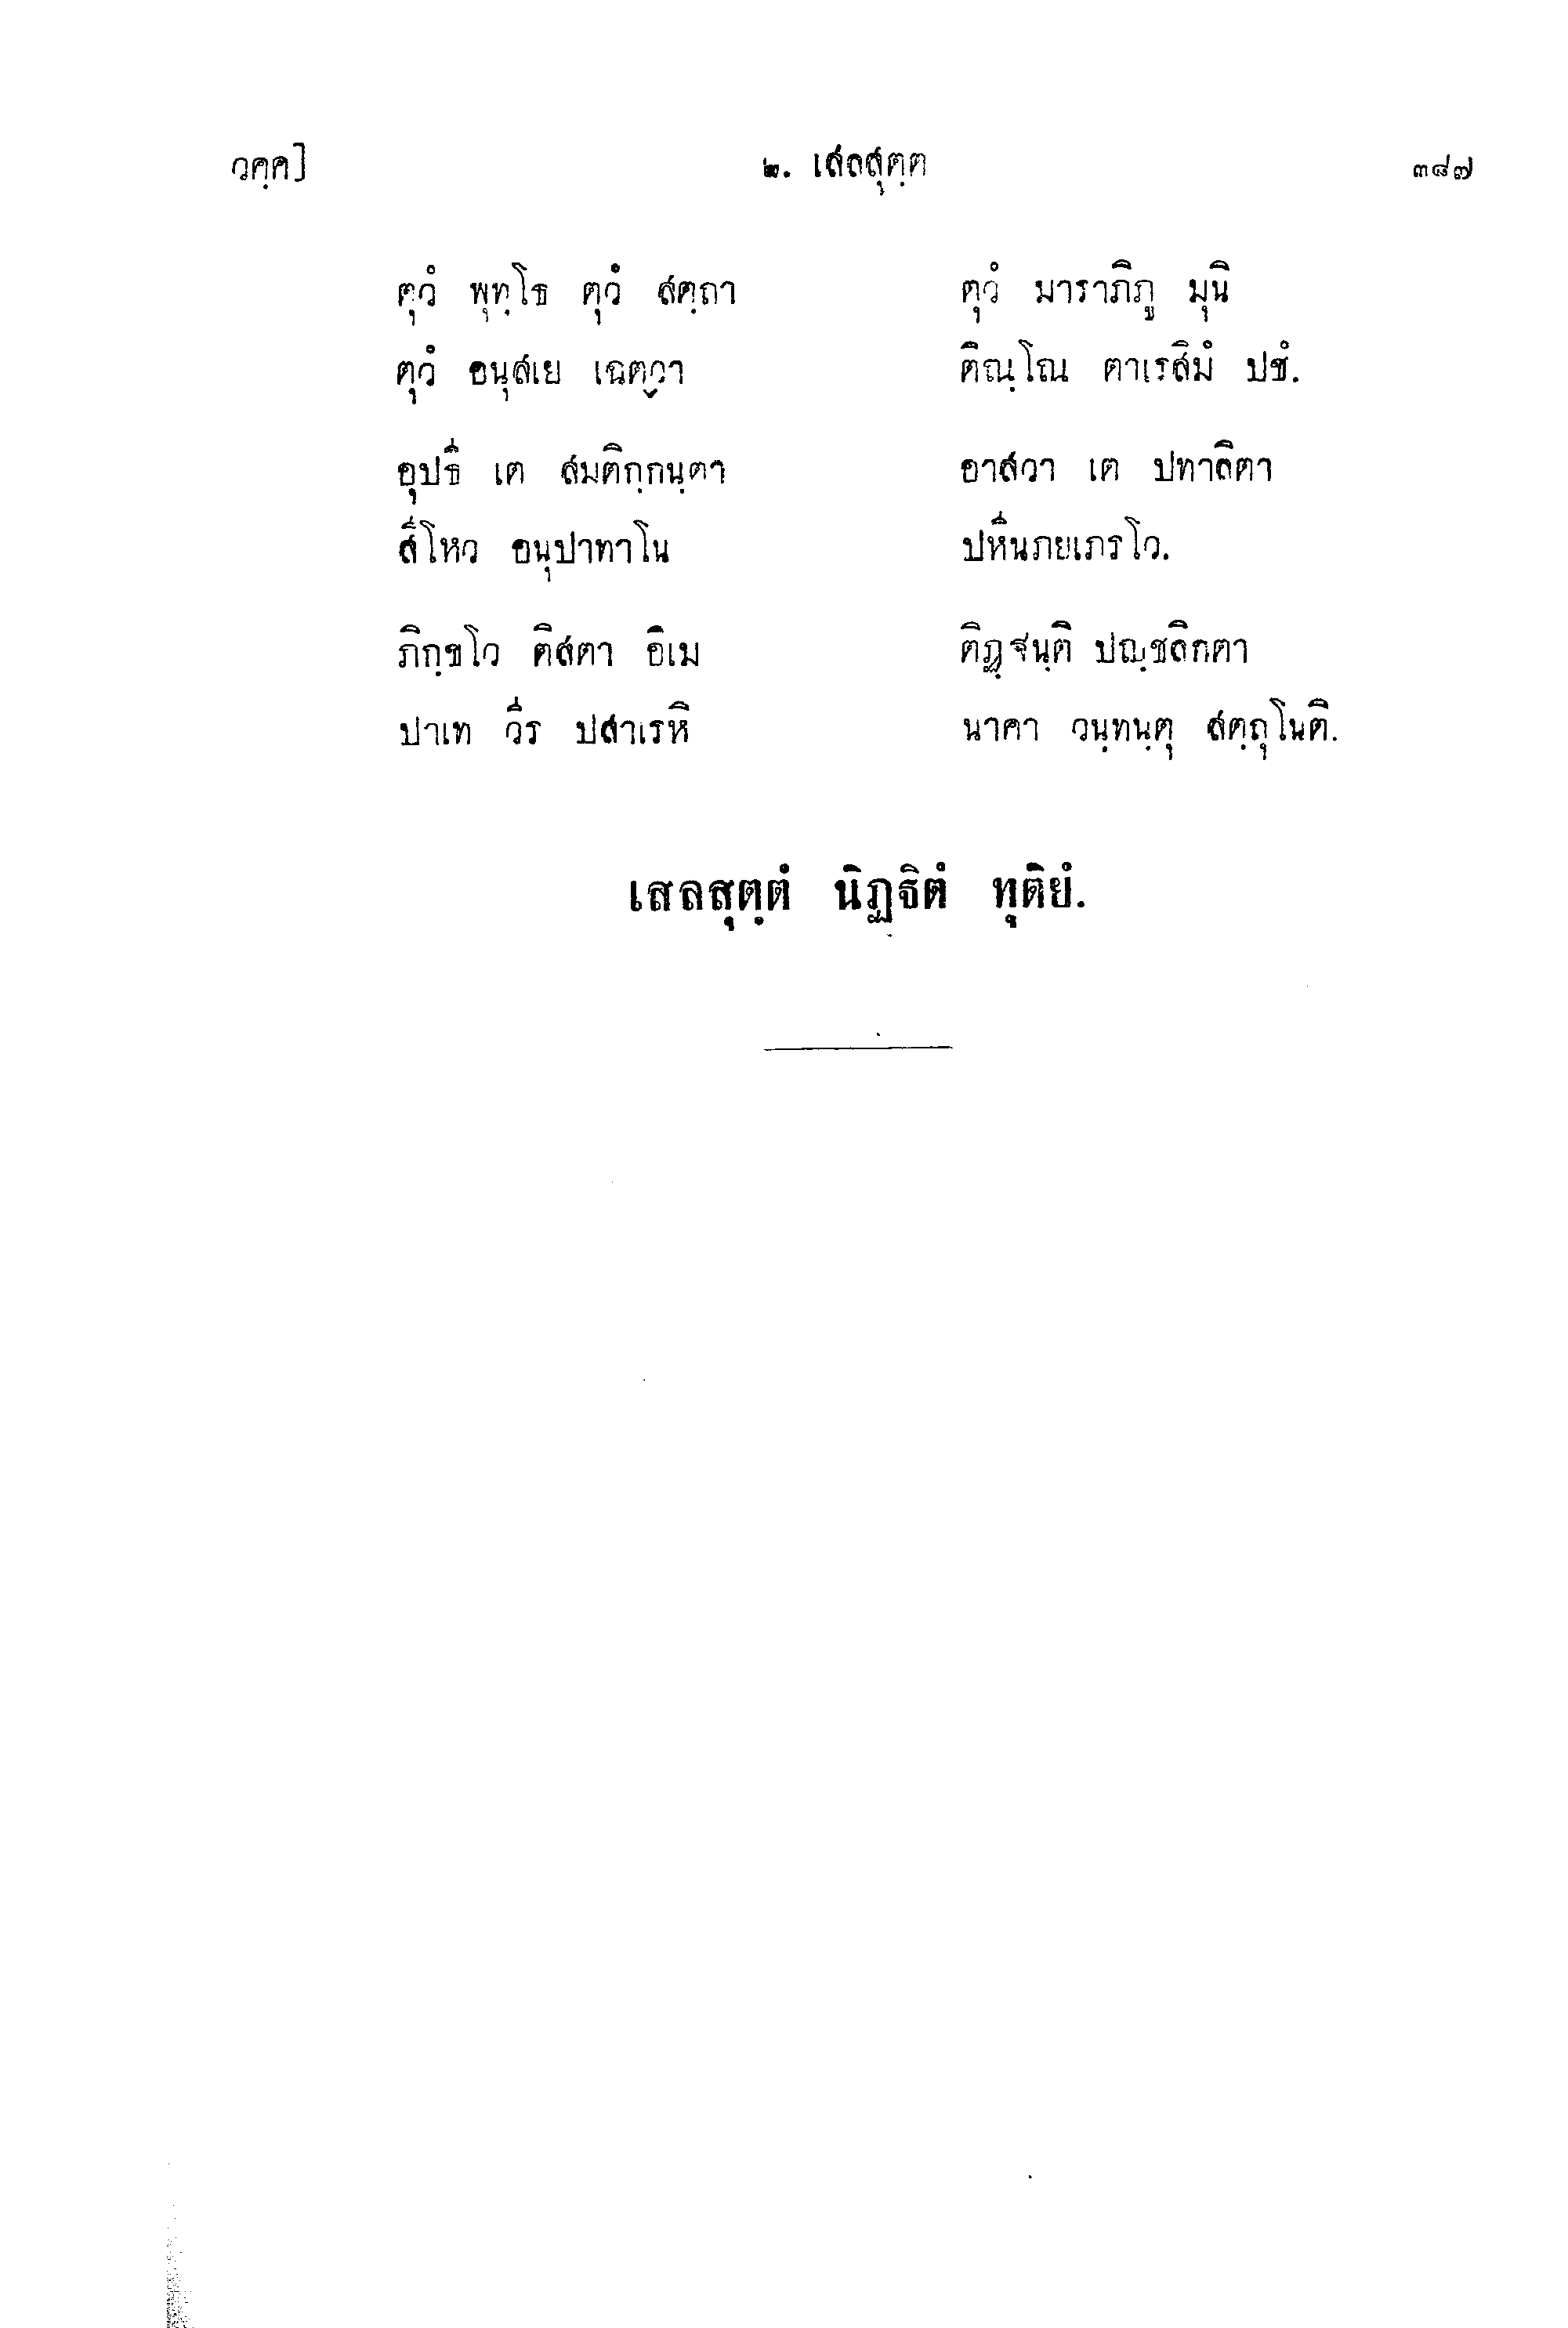 วคฺค] ๒. เสลสุตฺต ๓๘๗
ตุวํ พุทฺโธ ตุวํ สตฺถา ตุวํ มาราภิภู มุนิ
ตุวํ อนุสเย เฉตฺวา ติณฺโณ ตาเรสิมํ ปชํ.
อุปธี เต สมติกฺกนฺตา อาสวา เต ปทาลิตา
สีโหว อนุปาทาโน ปหีนภยเภรโว.
ภิกฺขโว ติสตา อิเม ติฏฺฐนฺติ ปญฺชลิกตา
ปาเท วีร ปสาเรหิ นาคา วนฺทนฺตุ สตฺถุโนติ.
เสลสุตฺตํ นิฏฺฐิตํ ทุติยํ.